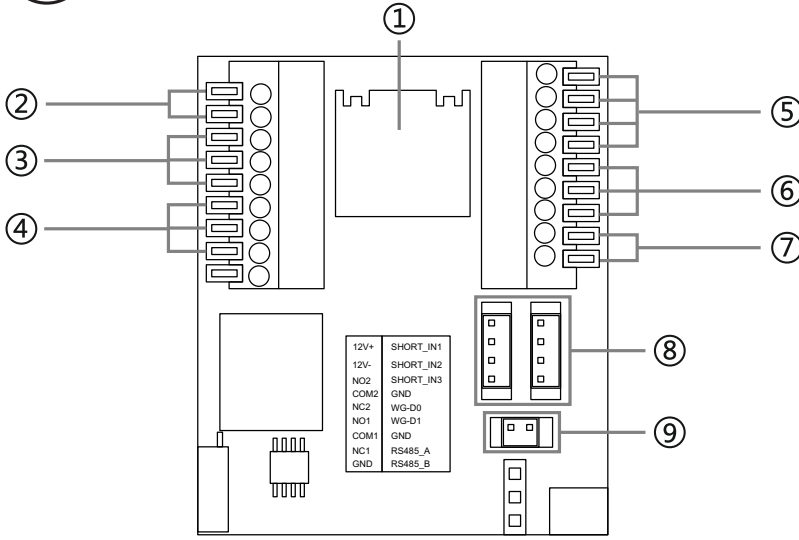 ①
②
③
④
⑤
⑥
⑦
⑧
⑨
12V+ SHORT_IN1
12V- SHORT_IN2
NO2 SHORT_IN3
COM2 GND
NC2 WG-D0
NO1 WG-D1
COM1 GND
NC1 RS485_A
GND RS485_B